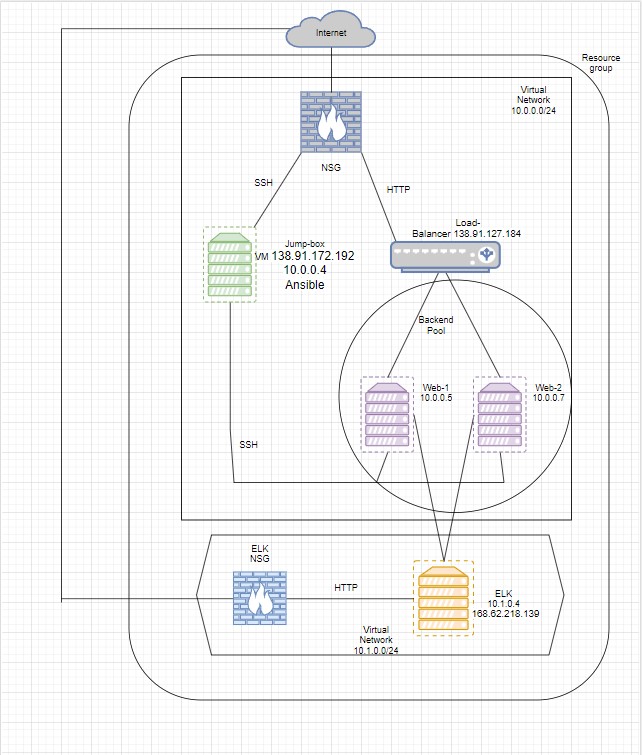 Internet
Resource
group
Virtual
Network
10.0.0.0/24
NSG
SSH
HTTP
Load-
Balancer 138.91.127.184
Jump-box
VM 138.91.172.192
10.0.0.4
Ansible
Backend
Pool
Web-1
10.0.0.5
Web-2
10.0.0.7
SSH
ELK
NSG
HTTP
ELK
10.1.0.4
168.62.218.139
Virtual
Network
10.1.0.0/24